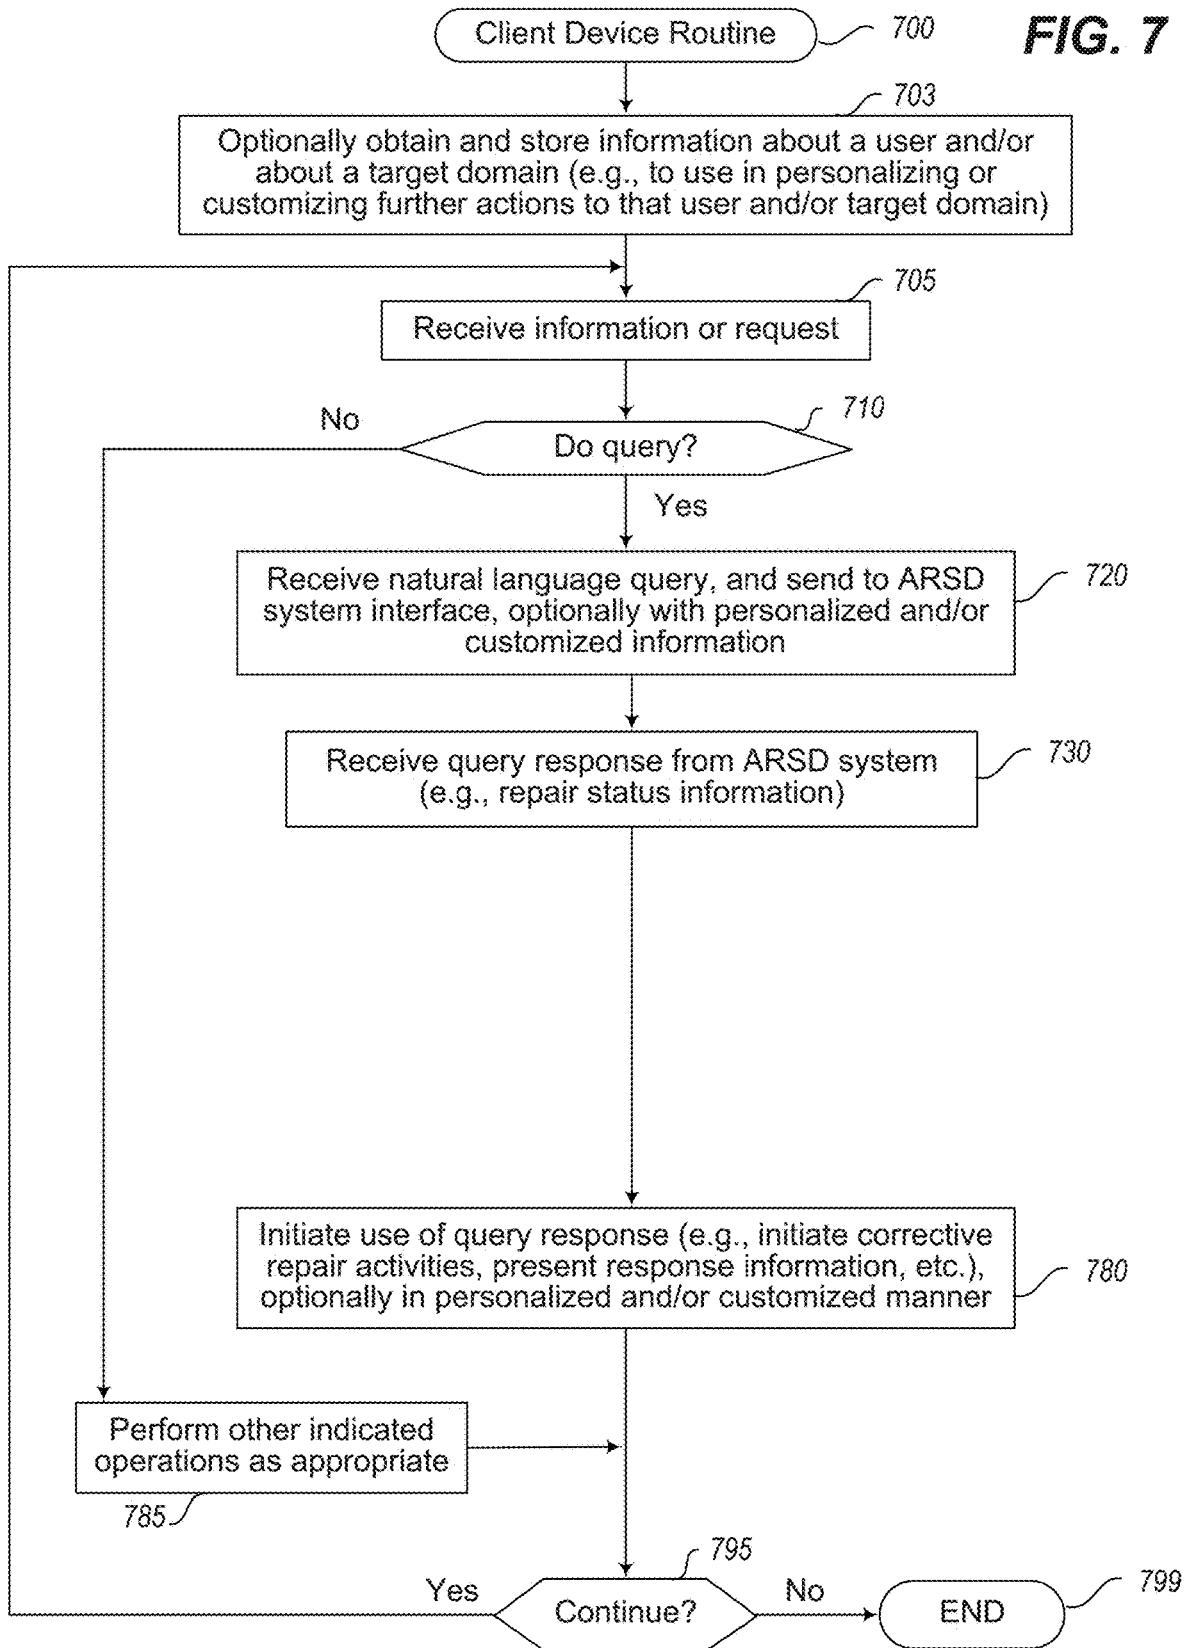 Client Device Routine
700
FIG. 7
703
Optionally obtain and store information about a user and/or
about a target domain (e.g., to use in personalizing or
customizing further actions to that user and/or target domain)
705
Receive information or request
710
No
Do query?
Yes
Receive natural language query, and send to ARSD
system interface, optionally with personalized and/or
customized information
720
Receive query response from ARSD system
(e.g., repair status information)
730
Initiate use of query response (e.g., initiate corrective
repair activities, present response information, etc.),
optionally in personalized and/or customized manner
780
Perform other indicated
operations as appropriate
785
795
Yes
Continue?
No
END
799